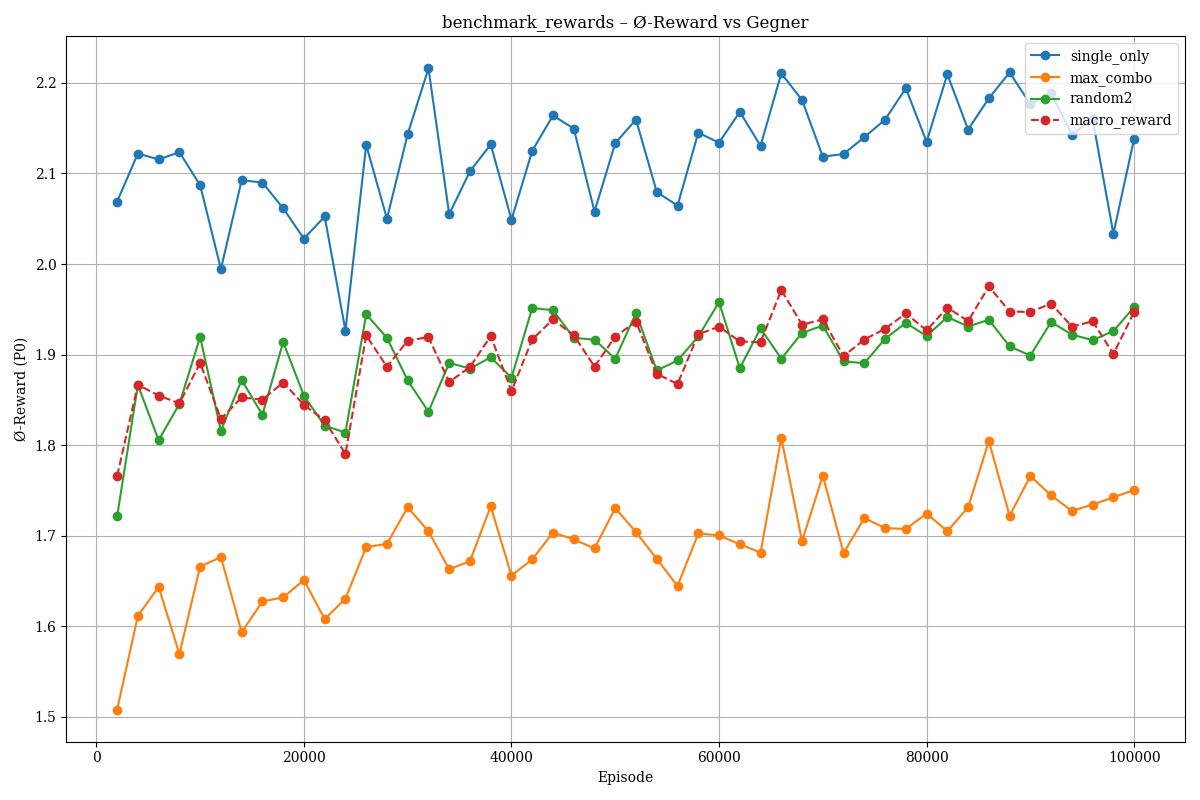 benchmark_rewards – Ø-Reward vs Gegner
single_only
max_combo
random2
macro_reward
Ø-Reward (P0)
2.2
2.1
2.0
1.9
1.8
1.7
1.6
1.5
0
20000
40000
60000
80000
100000
Episode